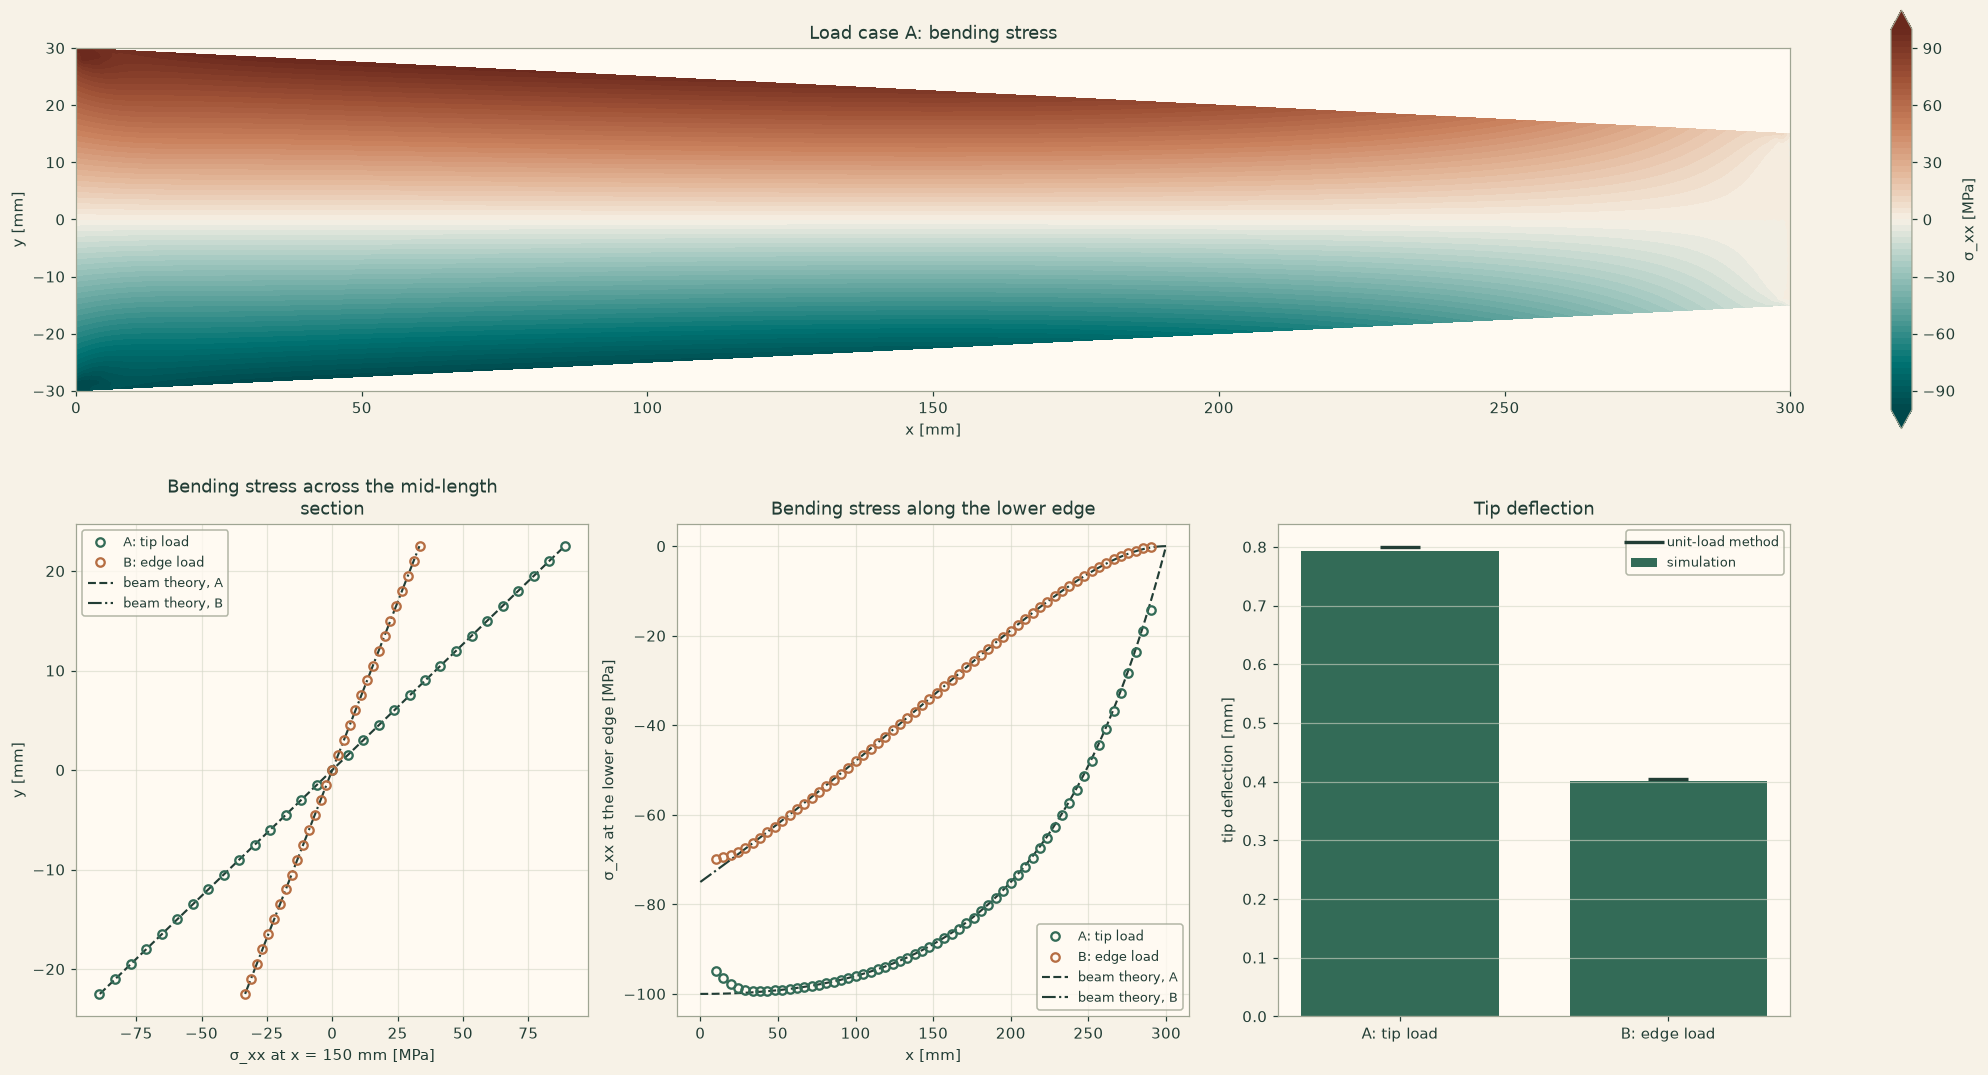 Load case A: bending stress
30
20
10
0
−10
−20
−30
y [mm]
0 50 100 150 200 250 300
x [mm]
90
60
30
0
−30
−60
−90
σ_xx [MPa]
Bending stress across the mid-length
section
A: tip load
B: edge load
beam theory, A
beam theory, B
20
10
0
−10
−20
y [mm]
−75 −50 −25 0 25 50 75
σ_xx at x = 150 mm [MPa]
Bending stress along the lower edge
0
−20
−40
−60
−80
−100
σ_xx at the lower edge [MPa]
A: tip load
B: edge load
beam theory, A
beam theory, B
0 50 100 150 200 250 300
x [mm]
Tip deflection
unit-load method
simulation
0.8
0.7
0.6
0.5
0.4
0.3
0.2
0.1
0.0
tip deflection [mm]
A: tip load B: edge load